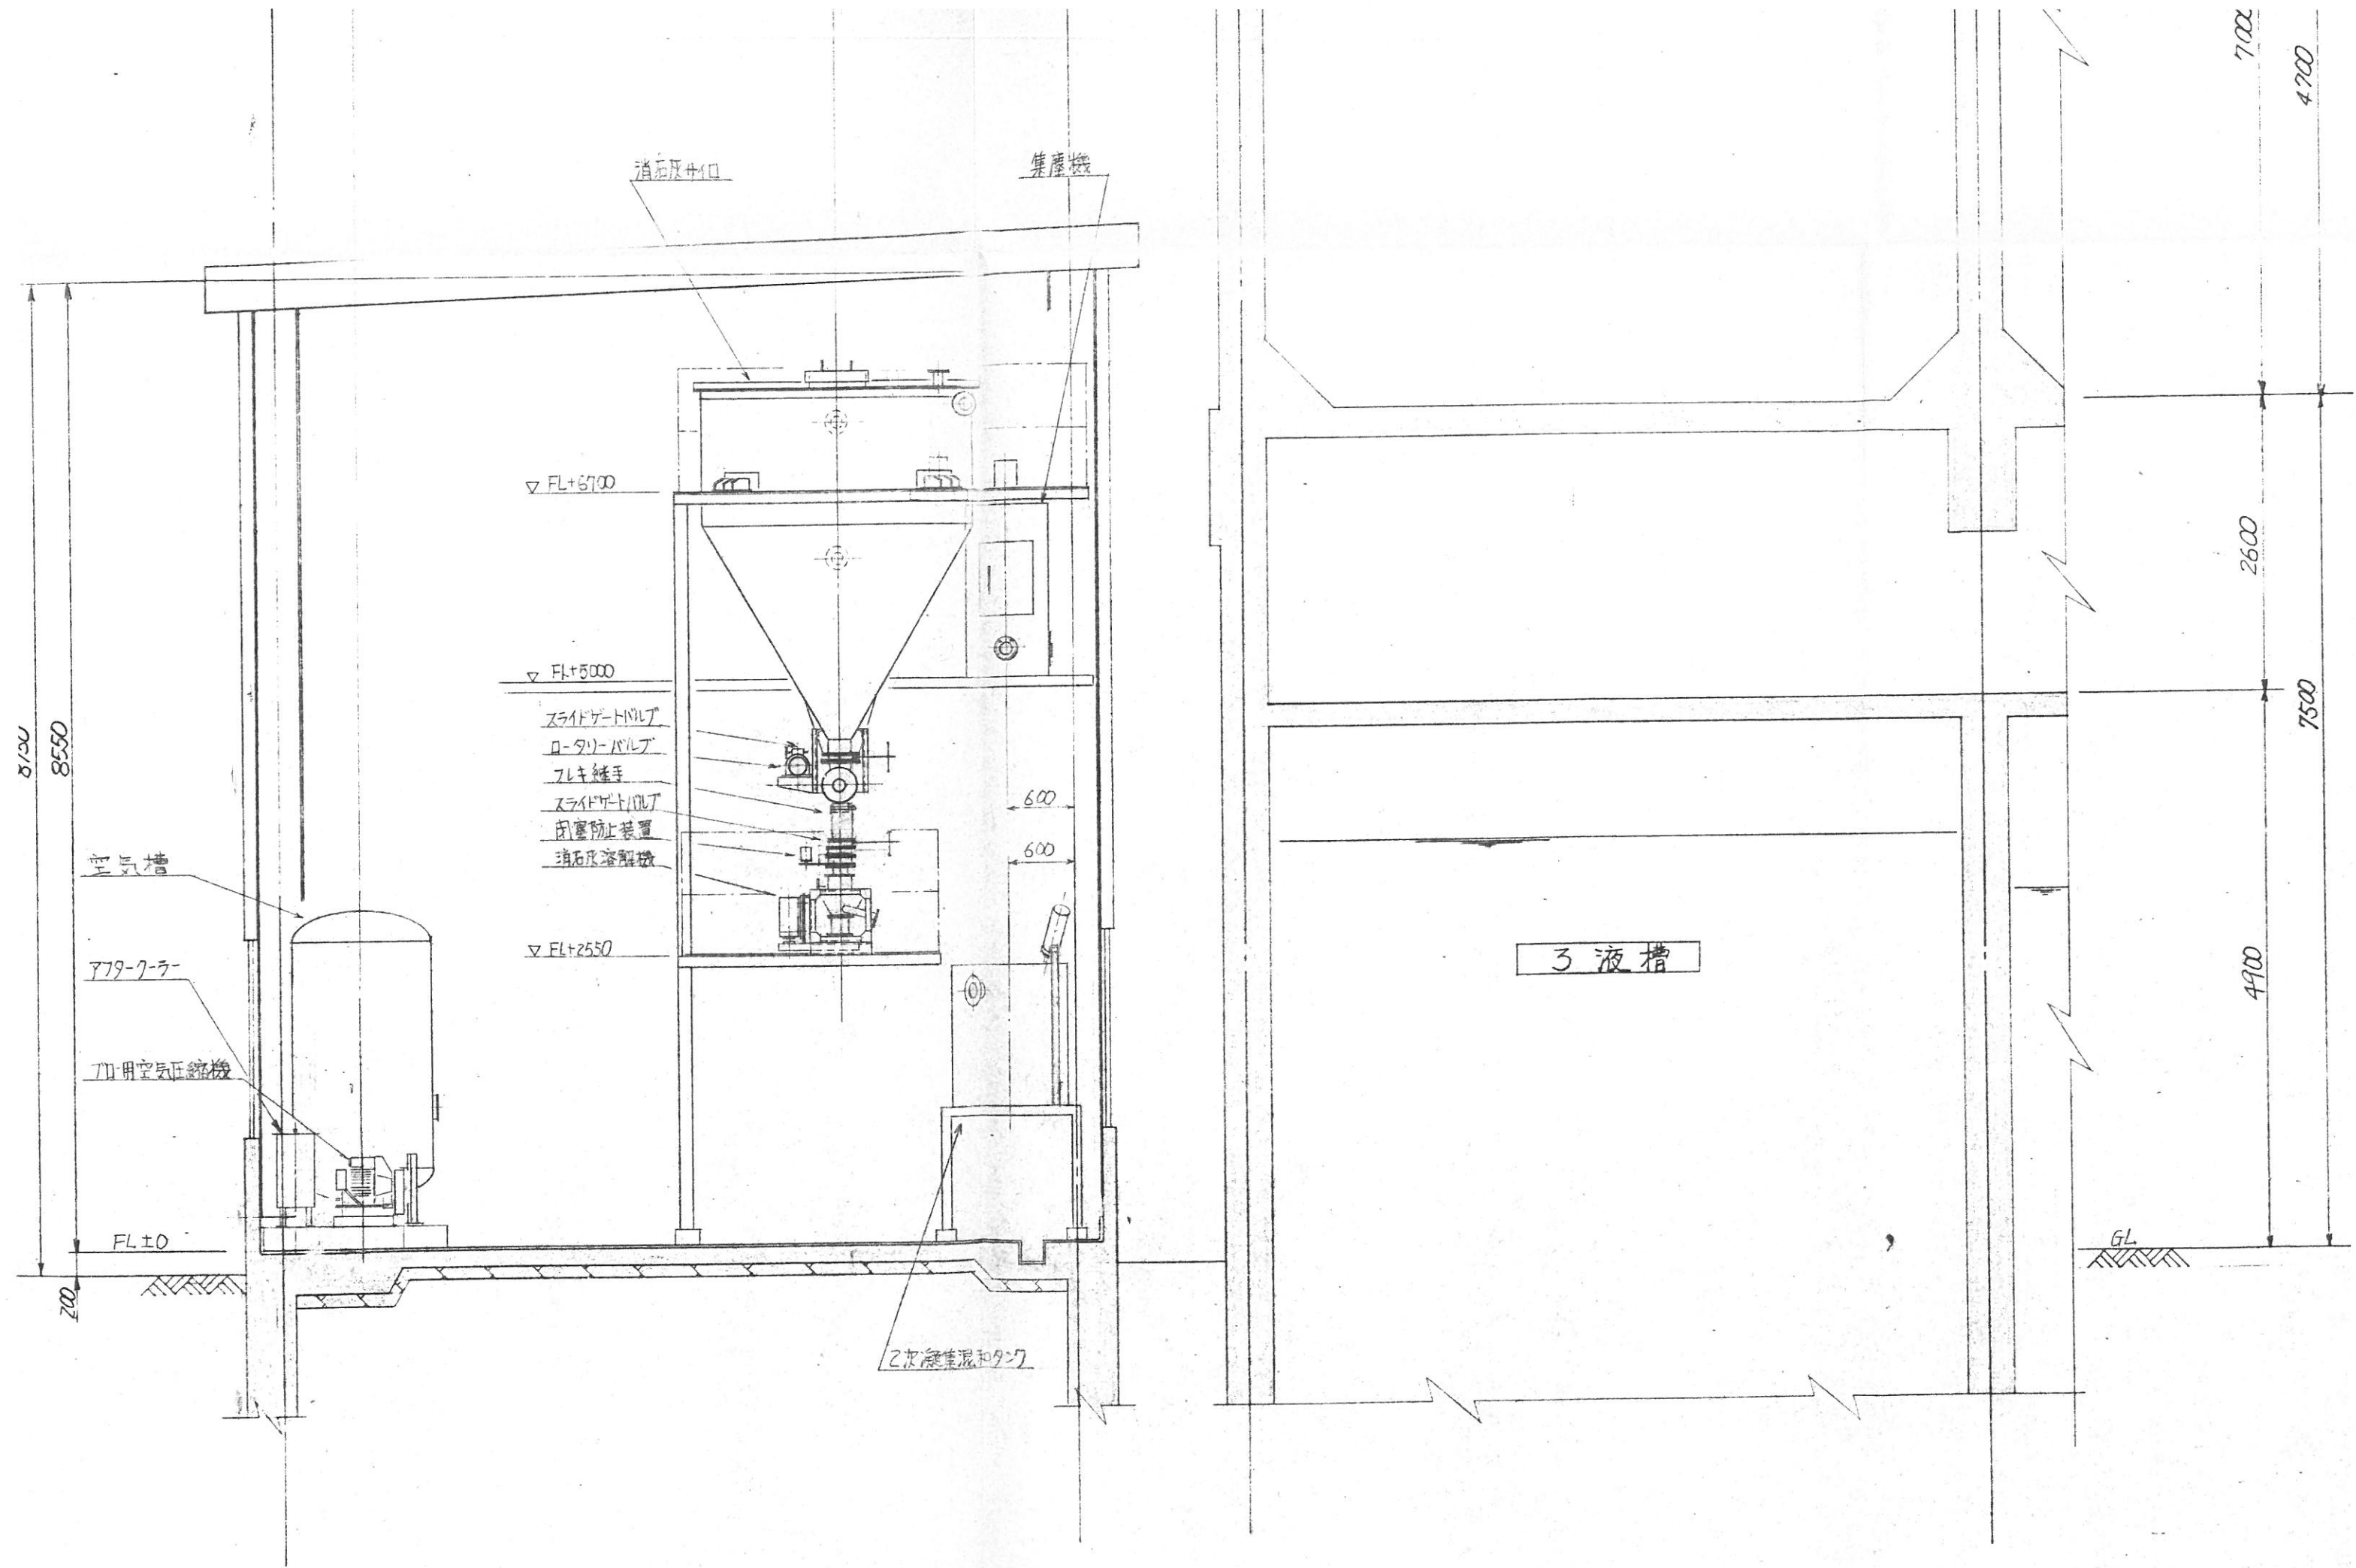 消石灰サイロ
集塵機
7000
4700
▽ FL+6700
▽ FL+5000
スライドゲートバルブ
ロータリーバルブ
フレキ継手
スライドゲートバルブ
閉塞防止装置
消石灰溶解機
▽ FL+2550
600
600
空気槽
アフタークーラー
ブロー用空気圧縮機
8750
8550
200
FL±0
2次凝集混和タンク
3 液槽
2600
4900
7500
GL